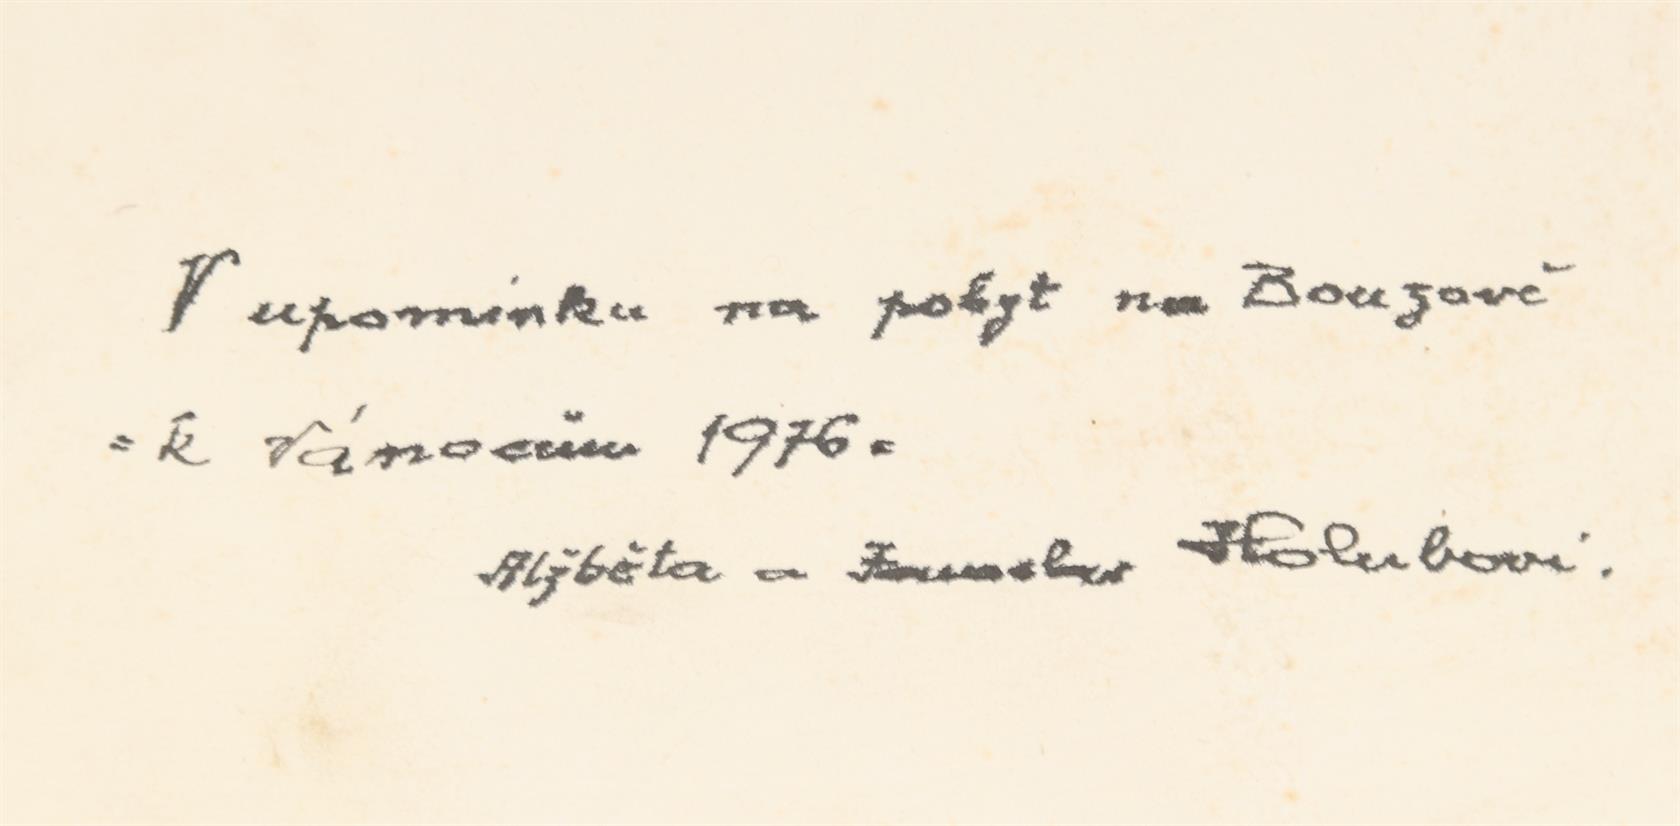 V upomínku na pobyt na Bouzově
- k Vánocům 1976 -
Alžběta a Holubovi.